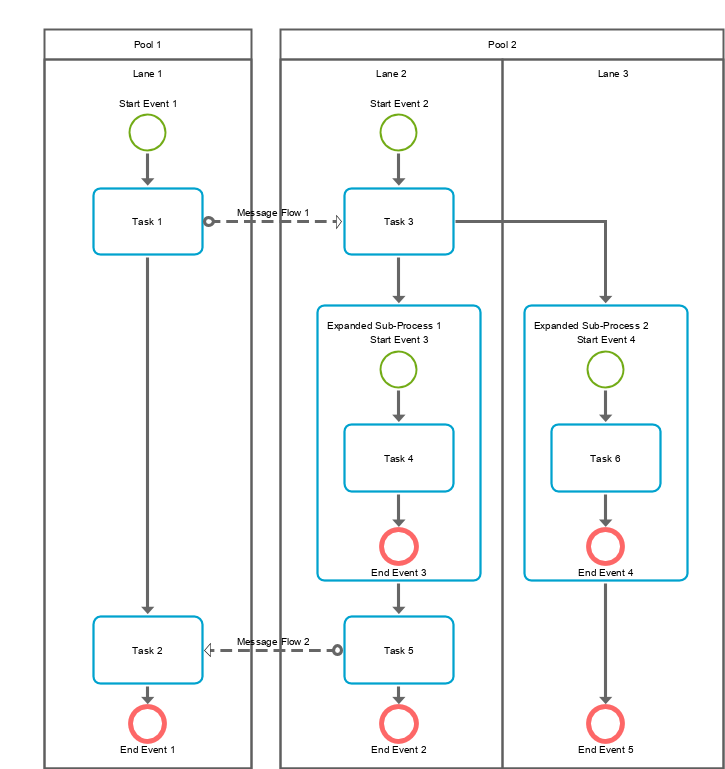 Pool 1
Pool 2
Lane 1
Lane 2
Lane 3
Start Event 1
Start Event 2
Task 1
Message Flow 1
Task 3
Expanded Sub-Process 1
Start Event 3
Expanded Sub-Process 2
Start Event 4
Task 4
Task 6
End Event 3
End Event 4
Task 2
Message Flow 2
Task 5
End Event 1
End Event 2
End Event 5